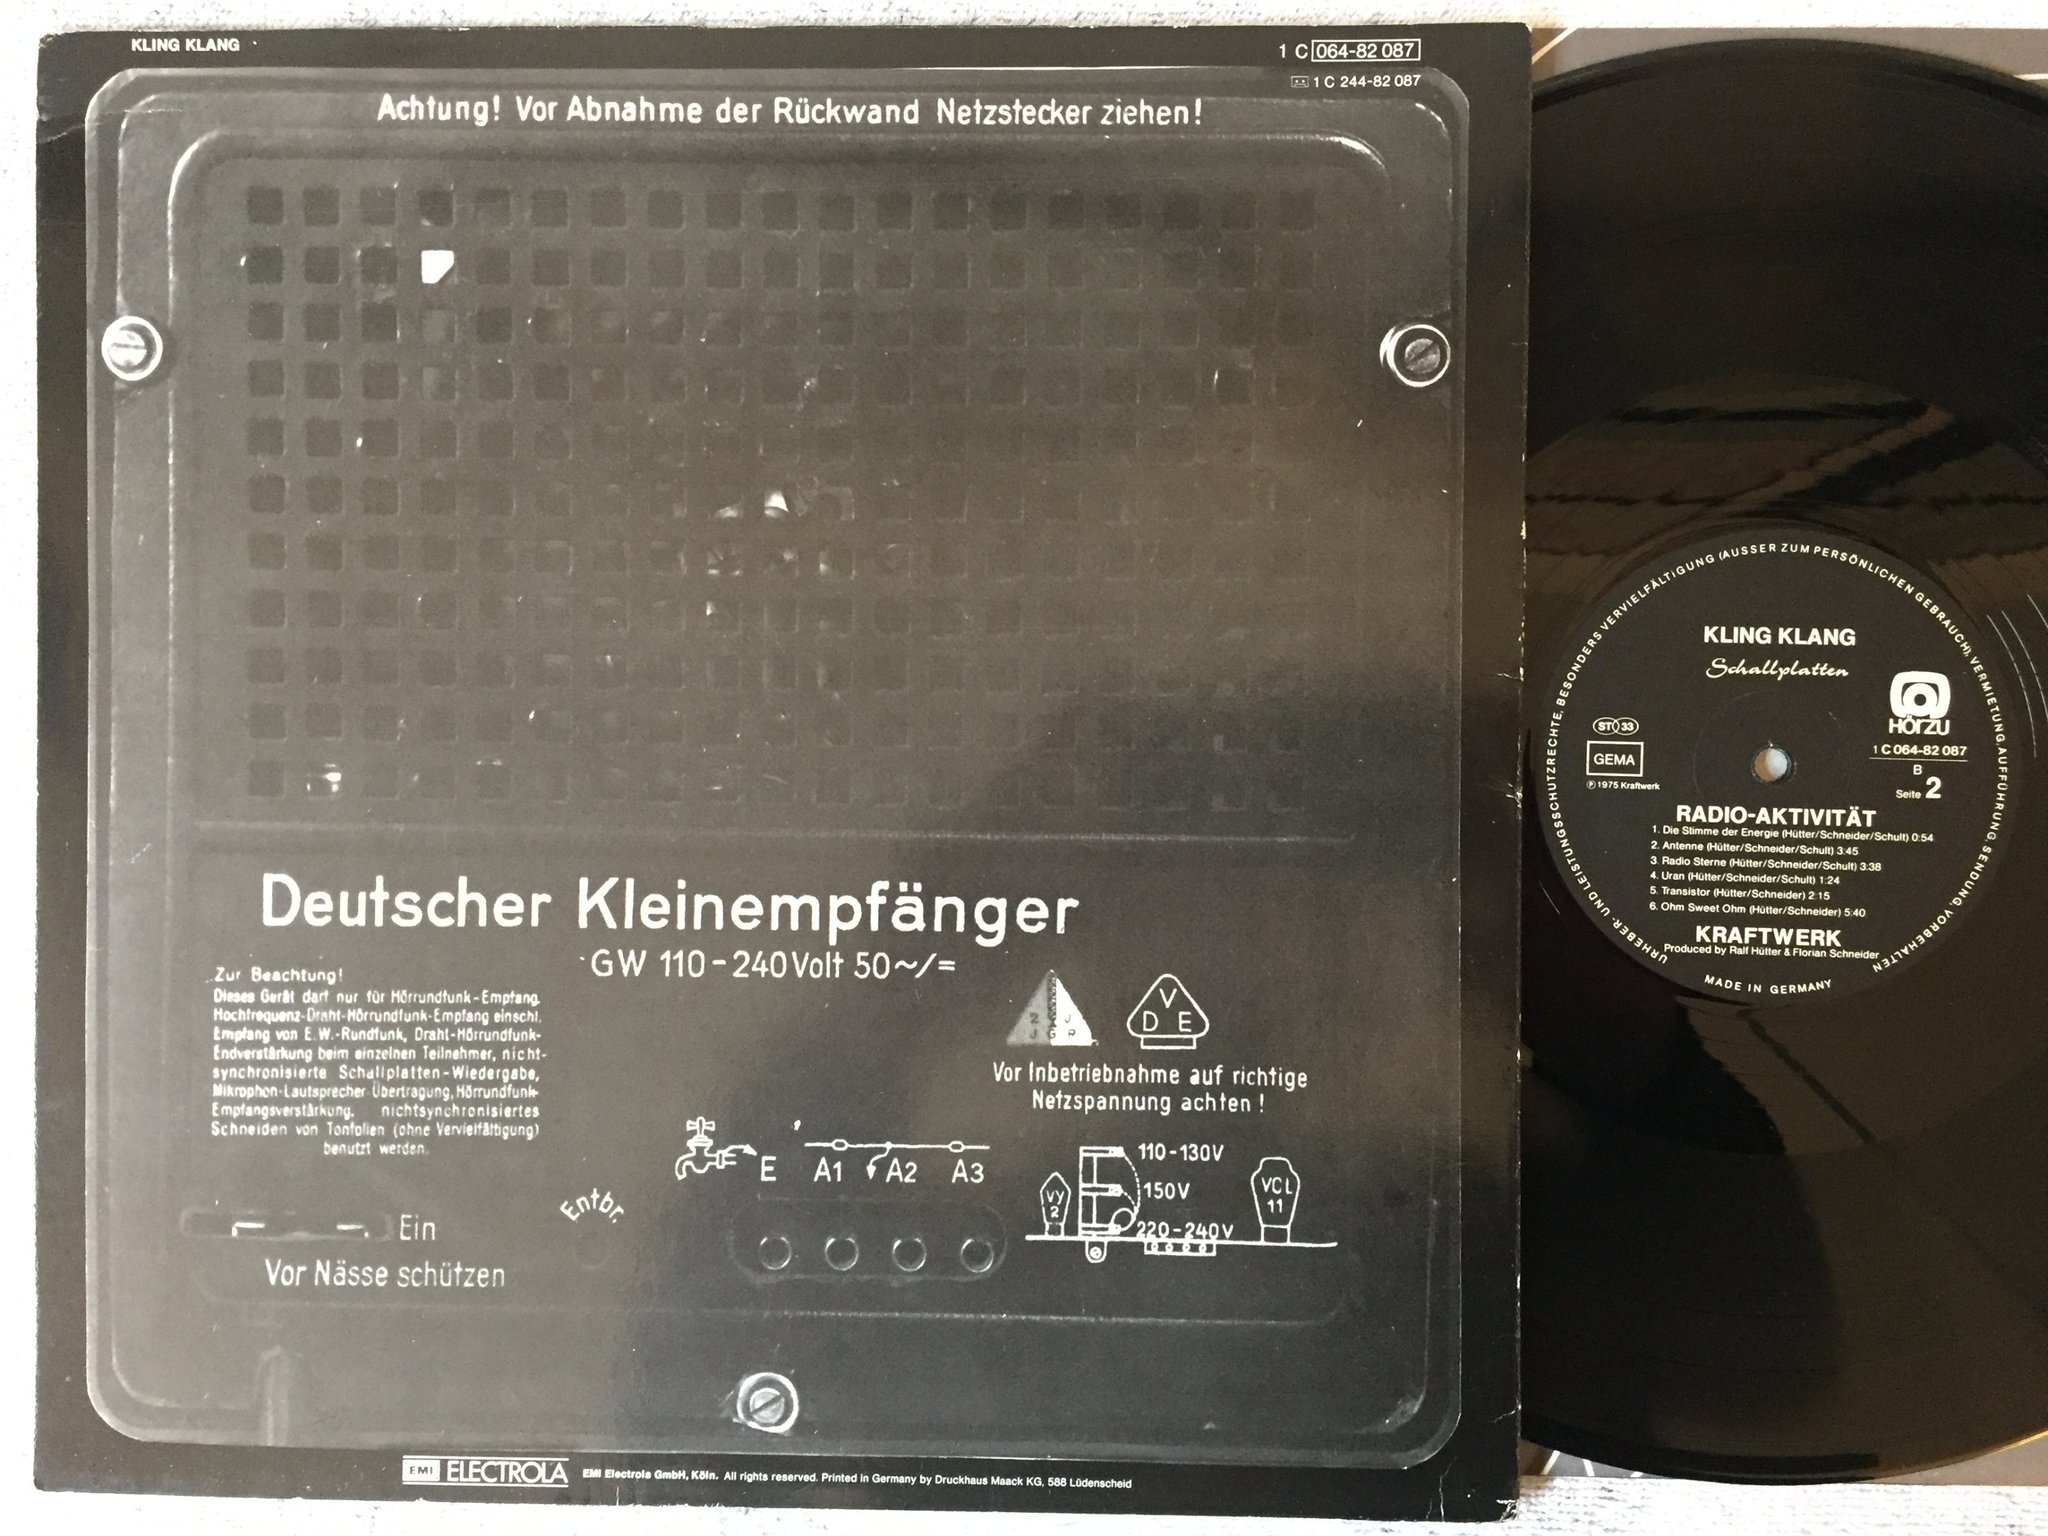 KLING KLANG
1 C 064-82 087
1 C 244-82 087
Achtung! Vor Abnahme der Rückwand Netzstecker ziehen!
Deutscher Kleinempfänger
GW 110-240 Volt 50~/=
Zur Beachtung!
Dieses Gerät darf nur für Hörrundfunk-Empfang.
Hochfrequenz-Draht-Hörrundfunk-Empfang einschl.
Empfang von E.W.-Rundfunk, Draht-Hörrundfunk-
Endverstärkung beim einzelnen Teilnehmer, nicht-
synchronisierte Schallplatten-Wiedergabe,
Mikrophon-Lautsprecher Übertragung, Hörrundfunk-
Empfangsverstärkung, nichtsynchronisiertes
Schneiden von Tonfolien (ohne Vervielfältigung)
benutzt werden.
Ein
Vor Nässe schützen
Entbr.
E A1 A2 A3
2 J
J G R
V
D E
Vor Inbetriebnahme auf richtige
Netzspannung achten!
110-130V
150V
220-240V
VY
2
VCL
11
EMI ELECTROLA EMI Electrola GmbH, Köln. All rights reserved. Printed in Germany by Druckhaus Maack KG, 588 Lüdenscheid
URHEBER- UND LEISTUNGSSCHUTZRECHTE, BESONDERS VERVIELFÄLTIGUNG (AUSSER ZUM PERSÖNLICHEN GEBRAUCH), VERMIETUNG, AUFFÜHRUNG, SENDUNG, VORBEHALTEN
KLING KLANG
Schallplatten
HÖRZU
ST 33
GEMA
℗ 1975 Kraftwerk
1 C 064-82 087
B
Seite 2
RADIO-AKTIVITÄT
1. Die Stimme der Energie (Hütter/Schneider/Schult) 0:54
2. Antenne (Hütter/Schneider/Schult) 3:45
3. Radio Sterne (Hütter/Schneider/Schult) 3:38
4. Uran (Hütter/Schneider/Schult) 1:24
5. Transistor (Hütter/Schneider) 2:15
6. Ohm Sweet Ohm (Hütter/Schneider) 5:40
KRAFTWERK
Produced by Ralf Hütter & Florian Schneider
MADE IN GERMANY